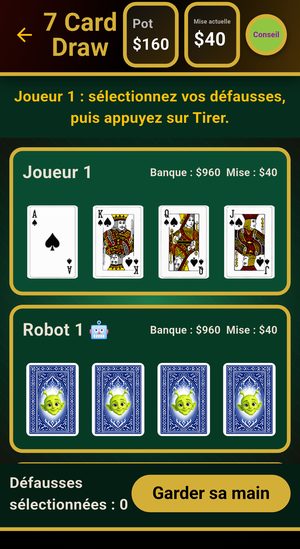 7 Card
Draw
Pot
$160
Mise actuelle
$40
Conseil
Joueur 1 : sélectionnez vos défausses,
puis appuyez sur Tirer.
Joueur 1
Banque : $960 Mise : $40
A K Q J
A K Q J
Robot 1
Banque : $960 Mise : $40
Défausses
sélectionnées : 0
Garder sa main